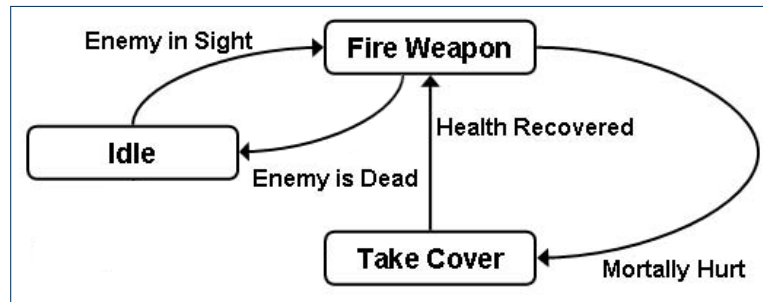 Enemy in Sight
Fire Weapon
Health Recovered
Idle
Enemy is Dead
Take Cover
Mortally Hurt